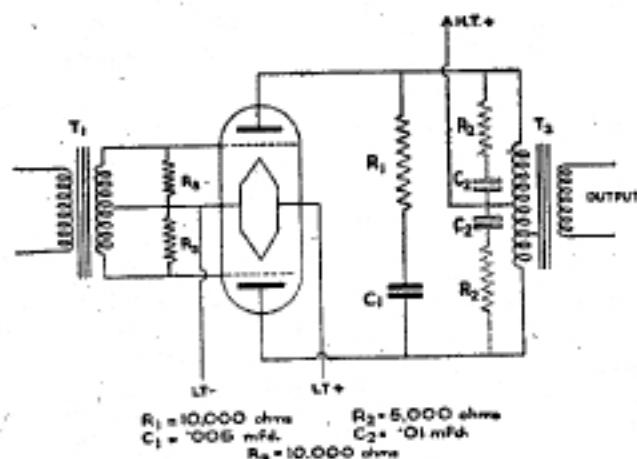 A H.T.+
T₁
R₃
R₃
R₁
C₁
R₂
C₂
C₂
R₂
OUTPUT
LT-
LT+
R₁ = 10,000 ohms
R₂ = 5,000 ohms
C₁ = .005 mfd.
C₂ = .01 mfd.
R₃ = 10,000 ohms